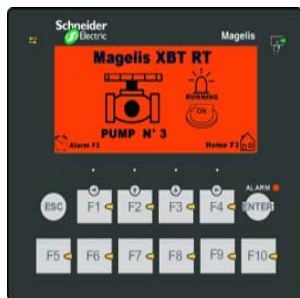 Schneider
Electric
Magelis
Magelis XBT RT
RUNNING
ON
PUMP N° 3
Alarm F2
Home F3
ALARM
ESC
F1
F2
F3
F4
ENTER
F5
F6
F7
F8
F9
F10